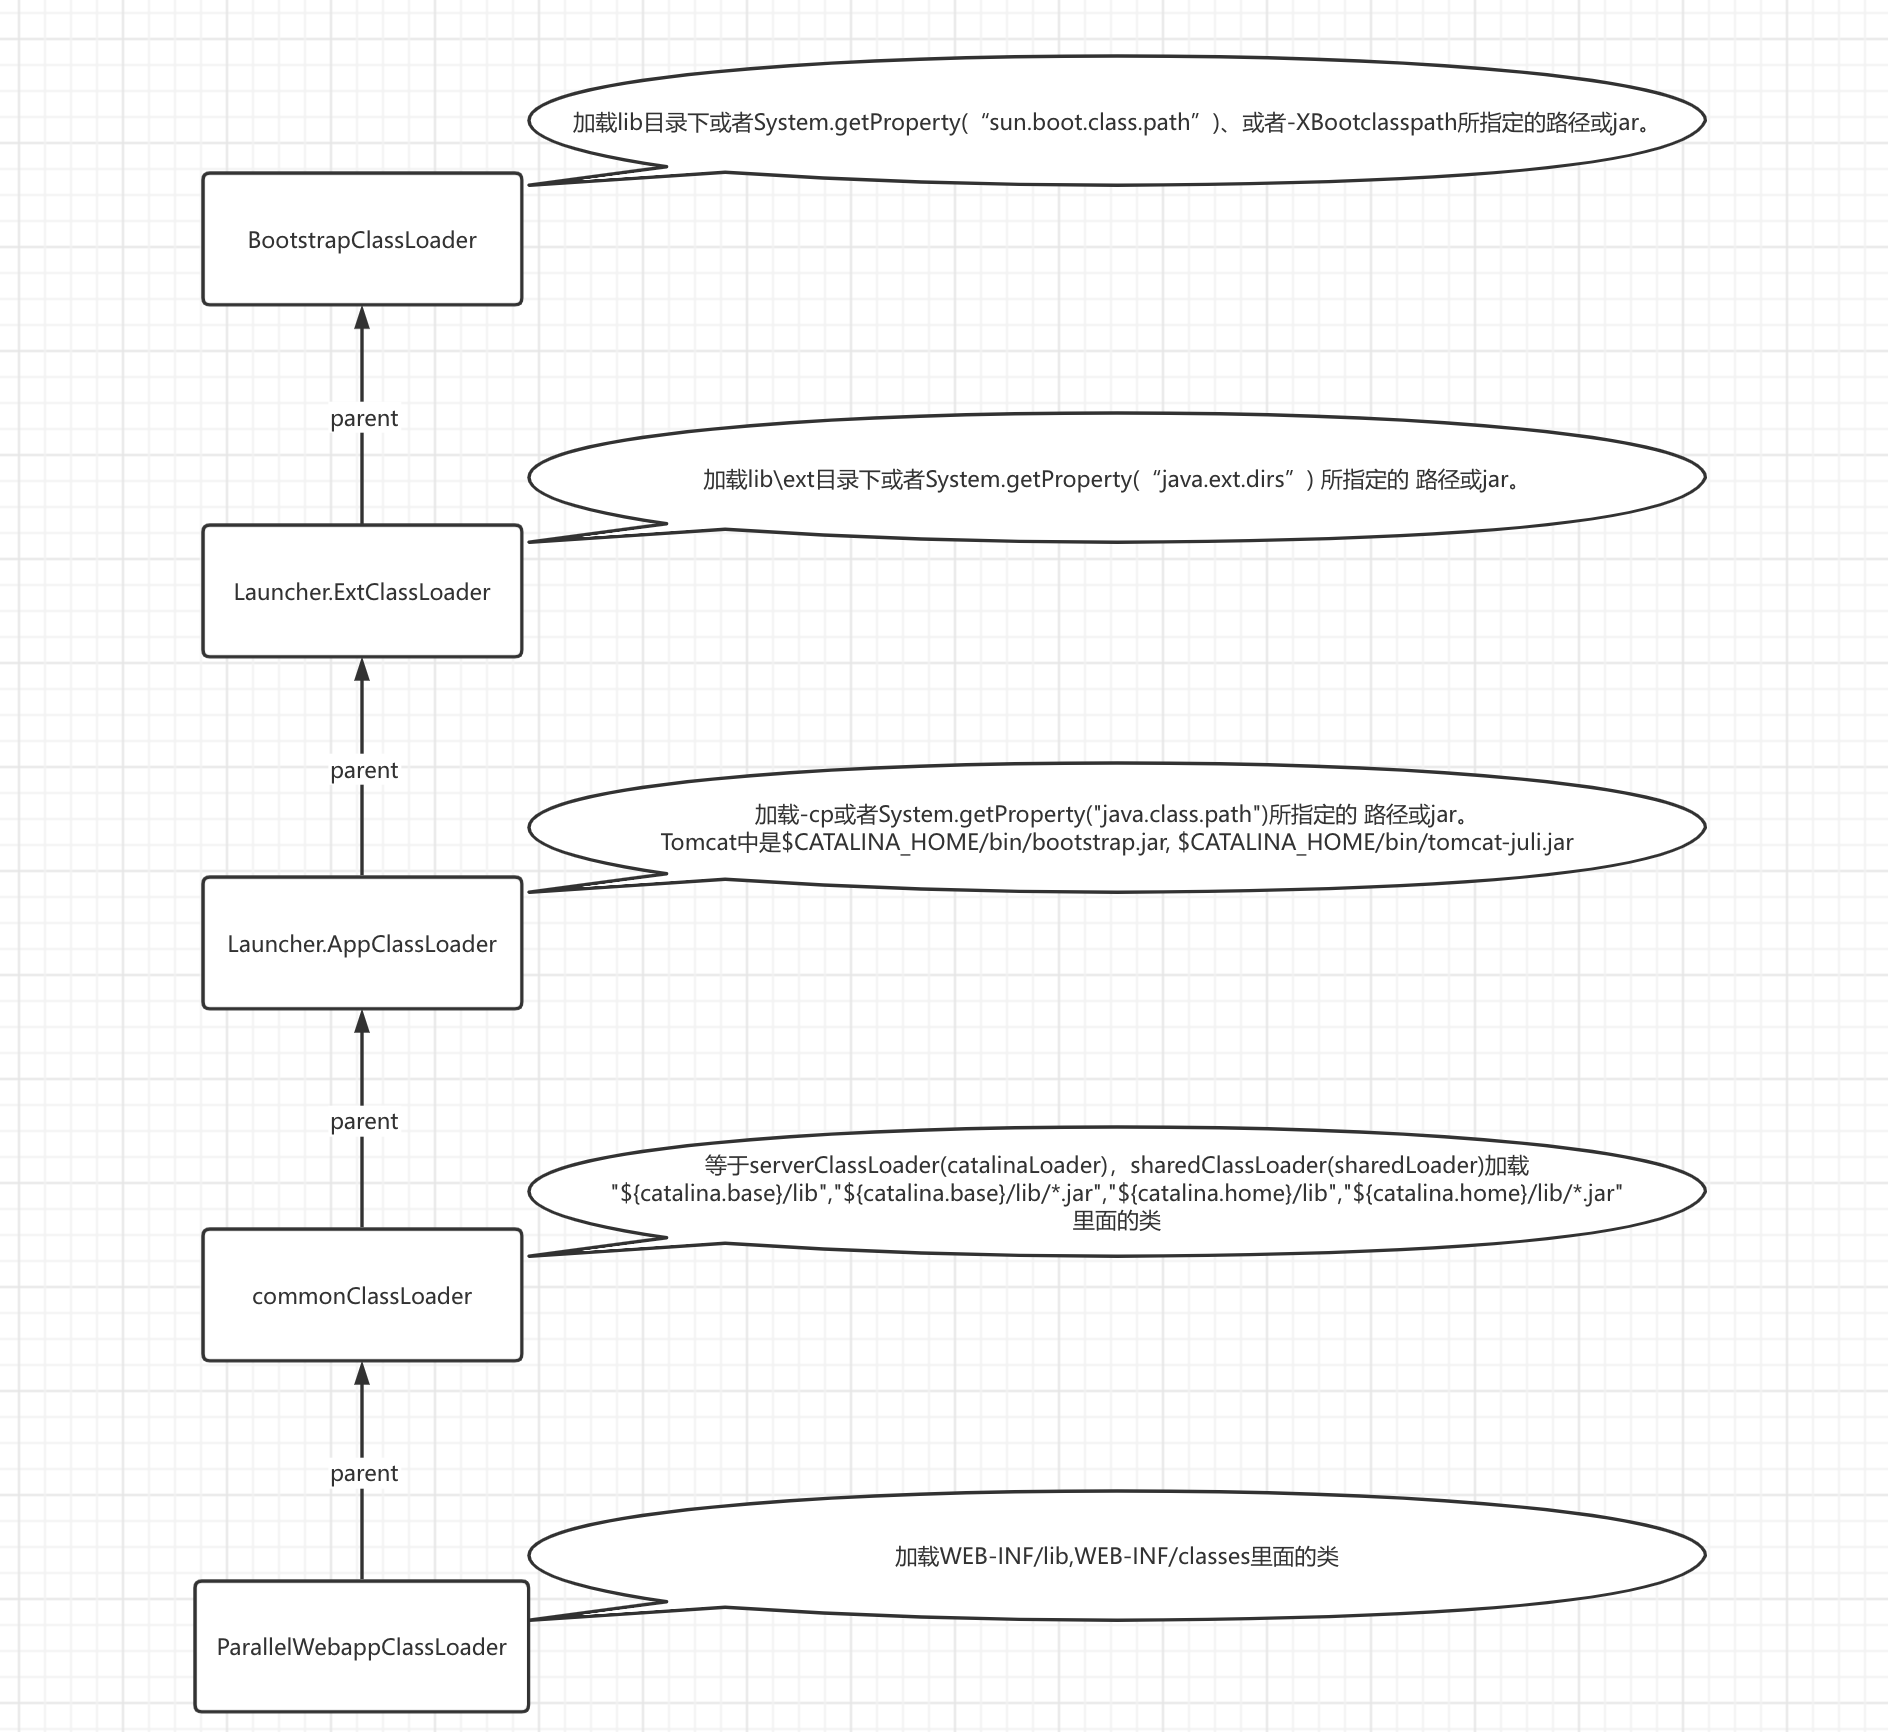 加载lib目录下或者System.getProperty(“sun.boot.class.path”)、或者-XBootclasspath所指定的路径或jar。
BootstrapClassLoader
parent
加载lib\ext目录下或者System.getProperty(“java.ext.dirs”) 所指定的 路径或jar。
Launcher.ExtClassLoader
parent
加载-cp或者System.getProperty("java.class.path")所指定的 路径或jar。
Tomcat中是$CATALINA_HOME/bin/bootstrap.jar, $CATALINA_HOME/bin/tomcat-juli.jar
Launcher.AppClassLoader
parent
等于serverClassLoader(catalinaLoader)，sharedClassLoader(sharedLoader)加载
"${catalina.base}/lib","${catalina.base}/lib/*.jar","${catalina.home}/lib","${catalina.home}/lib/*.jar"
里面的类
commonClassLoader
parent
加载WEB-INF/lib,WEB-INF/classes里面的类
ParallelWebappClassLoader